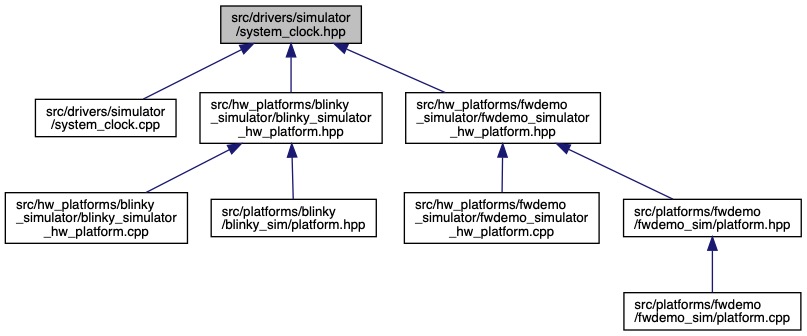 src/drivers/simulator
/system_clock.hpp
src/drivers/simulator
/system_clock.cpp
src/hw_platforms/blinky
_simulator/blinky_simulator
_hw_platform.hpp
src/hw_platforms/fwdemo
_simulator/fwdemo_simulator
_hw_platform.hpp
src/hw_platforms/blinky
_simulator/blinky_simulator
_hw_platform.cpp
src/platforms/blinky
/blinky_sim/platform.hpp
src/hw_platforms/fwdemo
_simulator/fwdemo_simulator
_hw_platform.cpp
src/platforms/fwdemo
/fwdemo_sim/platform.hpp
src/platforms/fwdemo
/fwdemo_sim/platform.cpp